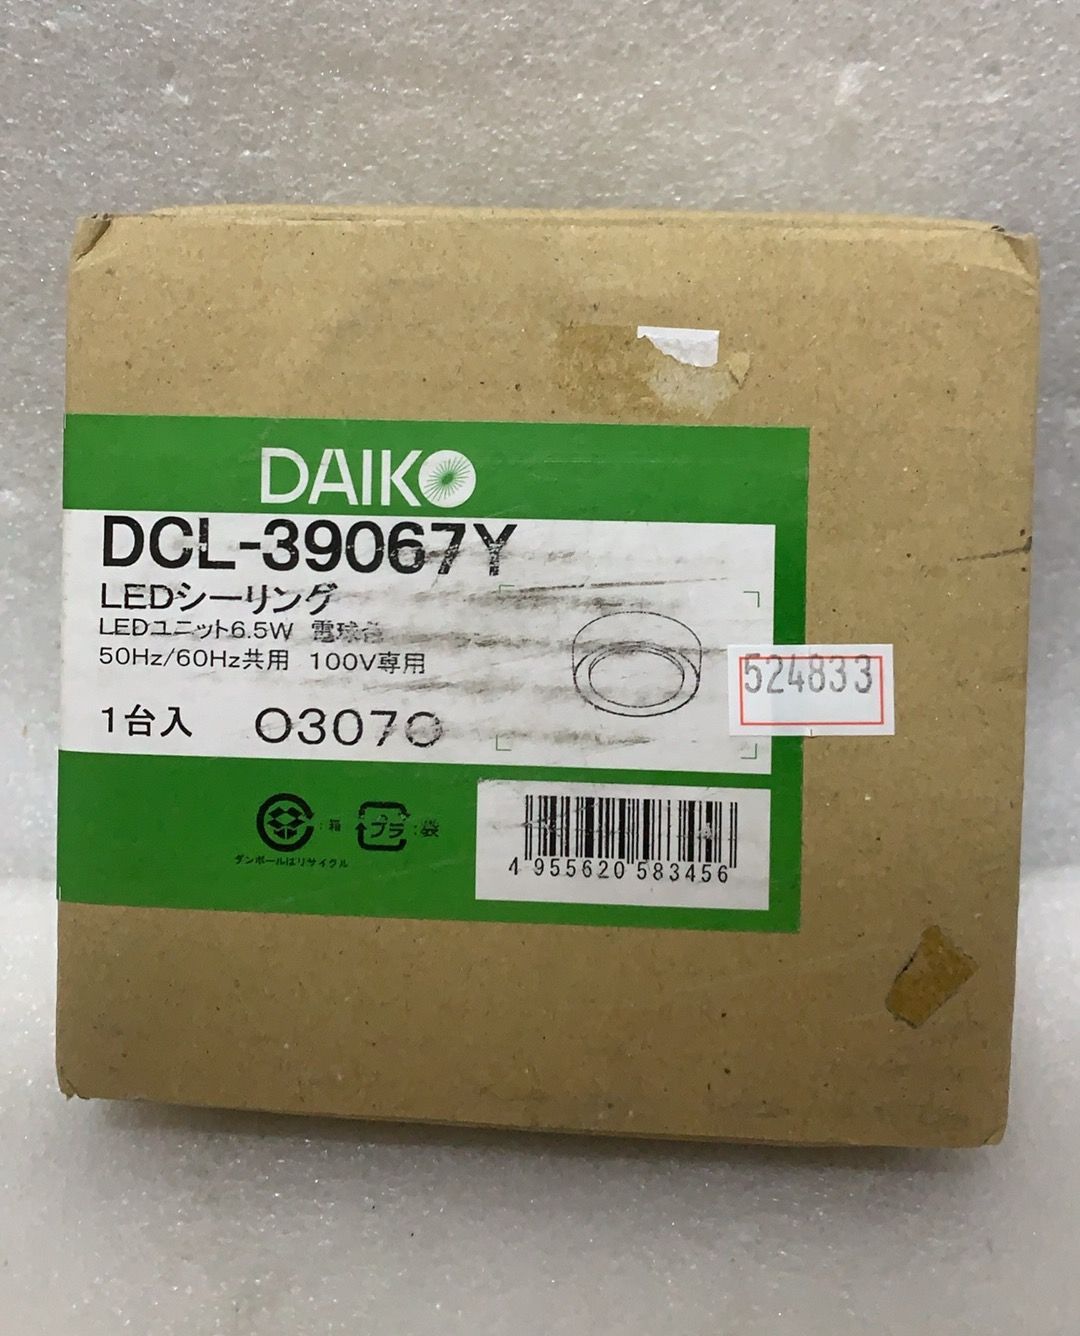 DAIKO
DCL-39067Y
LEDシーリング
LEDユニット6.5W 電球色
50Hz/60Hz共用 100V専用
1台入 03070
524833
:箱 プラ :袋
ダンボールはリサイクル
4 955620 583456